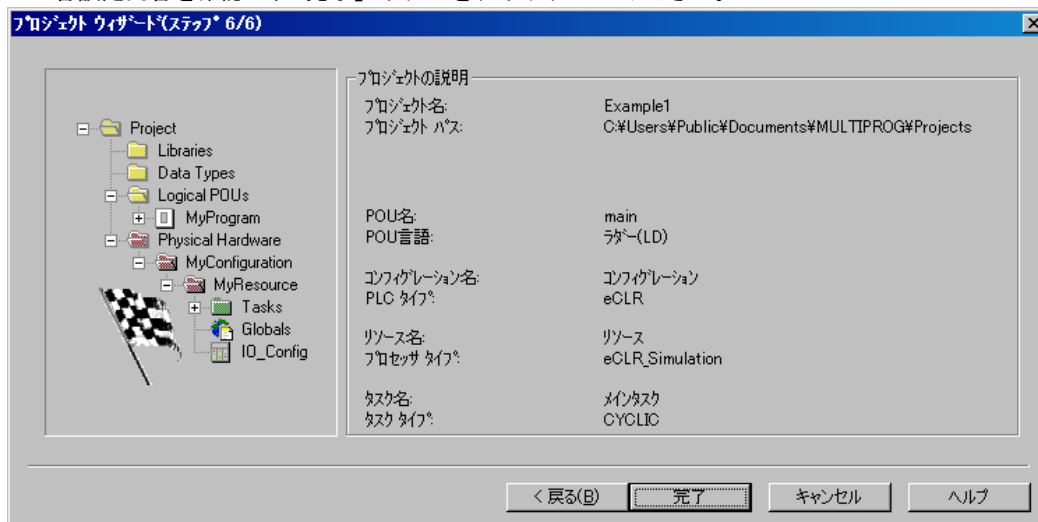 プロジェクト ウィザード(ステップ 6/6)
Project
Libraries
Data Types
Logical POUs
MyProgram
Physical Hardware
MyConfiguration
MyResource
Tasks
Globals
IO_Config
プロジェクトの説明
プロジェクト名: Example1
プロジェクト パス: C:¥Users¥Public¥Documents¥MULTIPROG¥Projects
POU名: main
POU言語: ラダー(LD)
コンフィグレーション名: コンフィグレーション
PLC タイプ: eCLR
リソース名: リソース
プロセッサ タイプ: eCLR_Simulation
タスク名: メインタスク
タスク タイプ: CYCLIC
< 戻る(B)
完了
キャンセル
ヘルプ